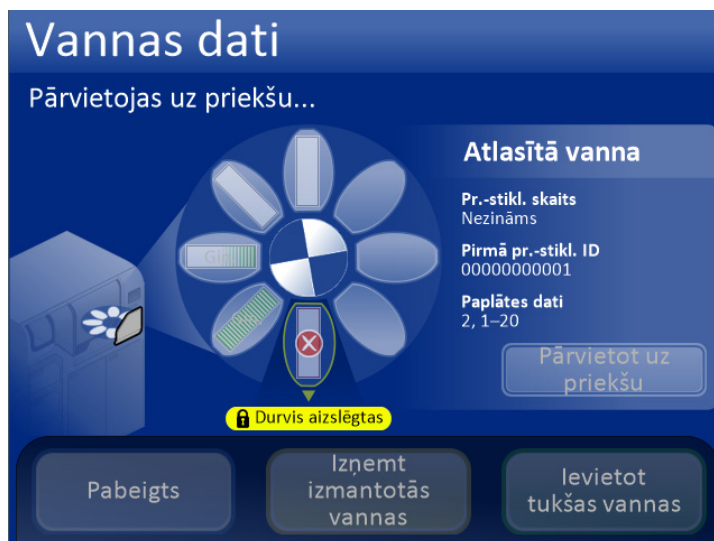 Vannas dati
Pārvietojas uz priekšu...
Atlasītā vanna
Pr.-stikl. skaits
Nezināms
Pirmā pr.-stikl. ID
00000000001
Paplātes dati
2, 1–20
Pārvietot uz
priekšu
Durvis aizslēgtas
Pabeigts
Izņemt
izmantotās
vannas
Ievietot
tukšas vannas